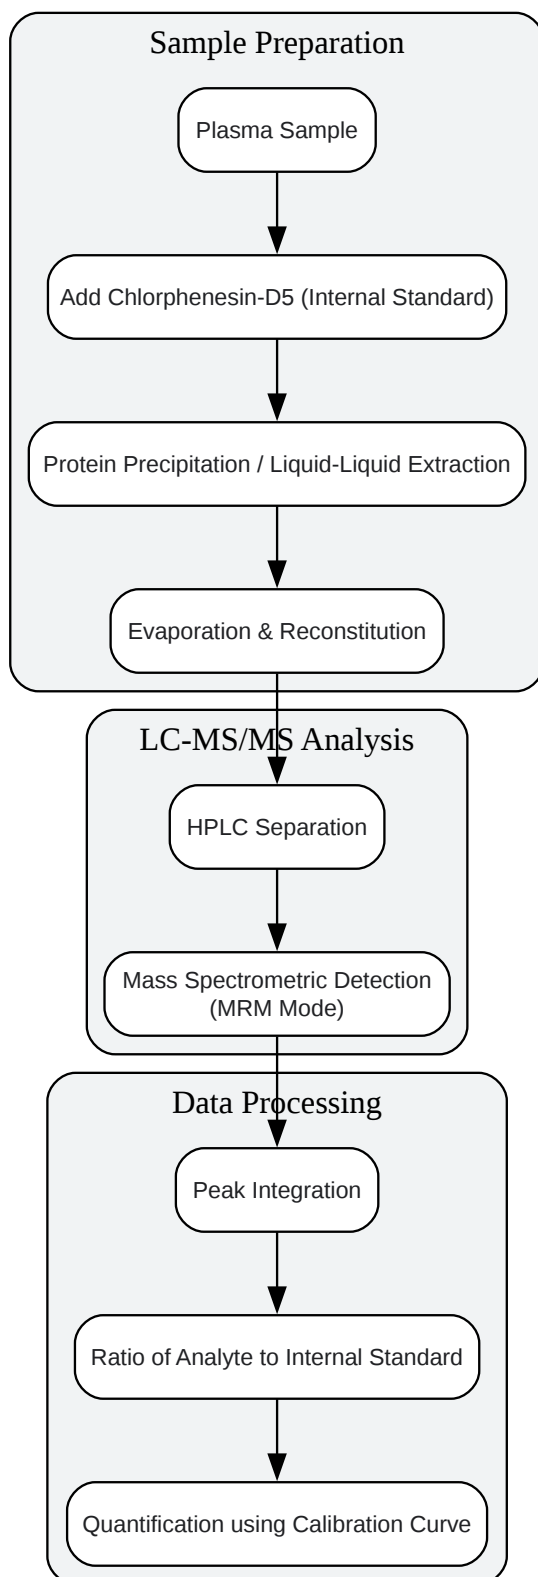 Sample Preparation
Plasma Sample
Add Chlorphenesin-D5 (Internal Standard)
Protein Precipitation / Liquid-Liquid Extraction
Evaporation & Reconstitution
LC-MS/MS Analysis
HPLC Separation
Mass Spectrometric Detection
(MRM Mode)
Data Processing
Peak Integration
Ratio of Analyte to Internal Standard
Quantification using Calibration Curve